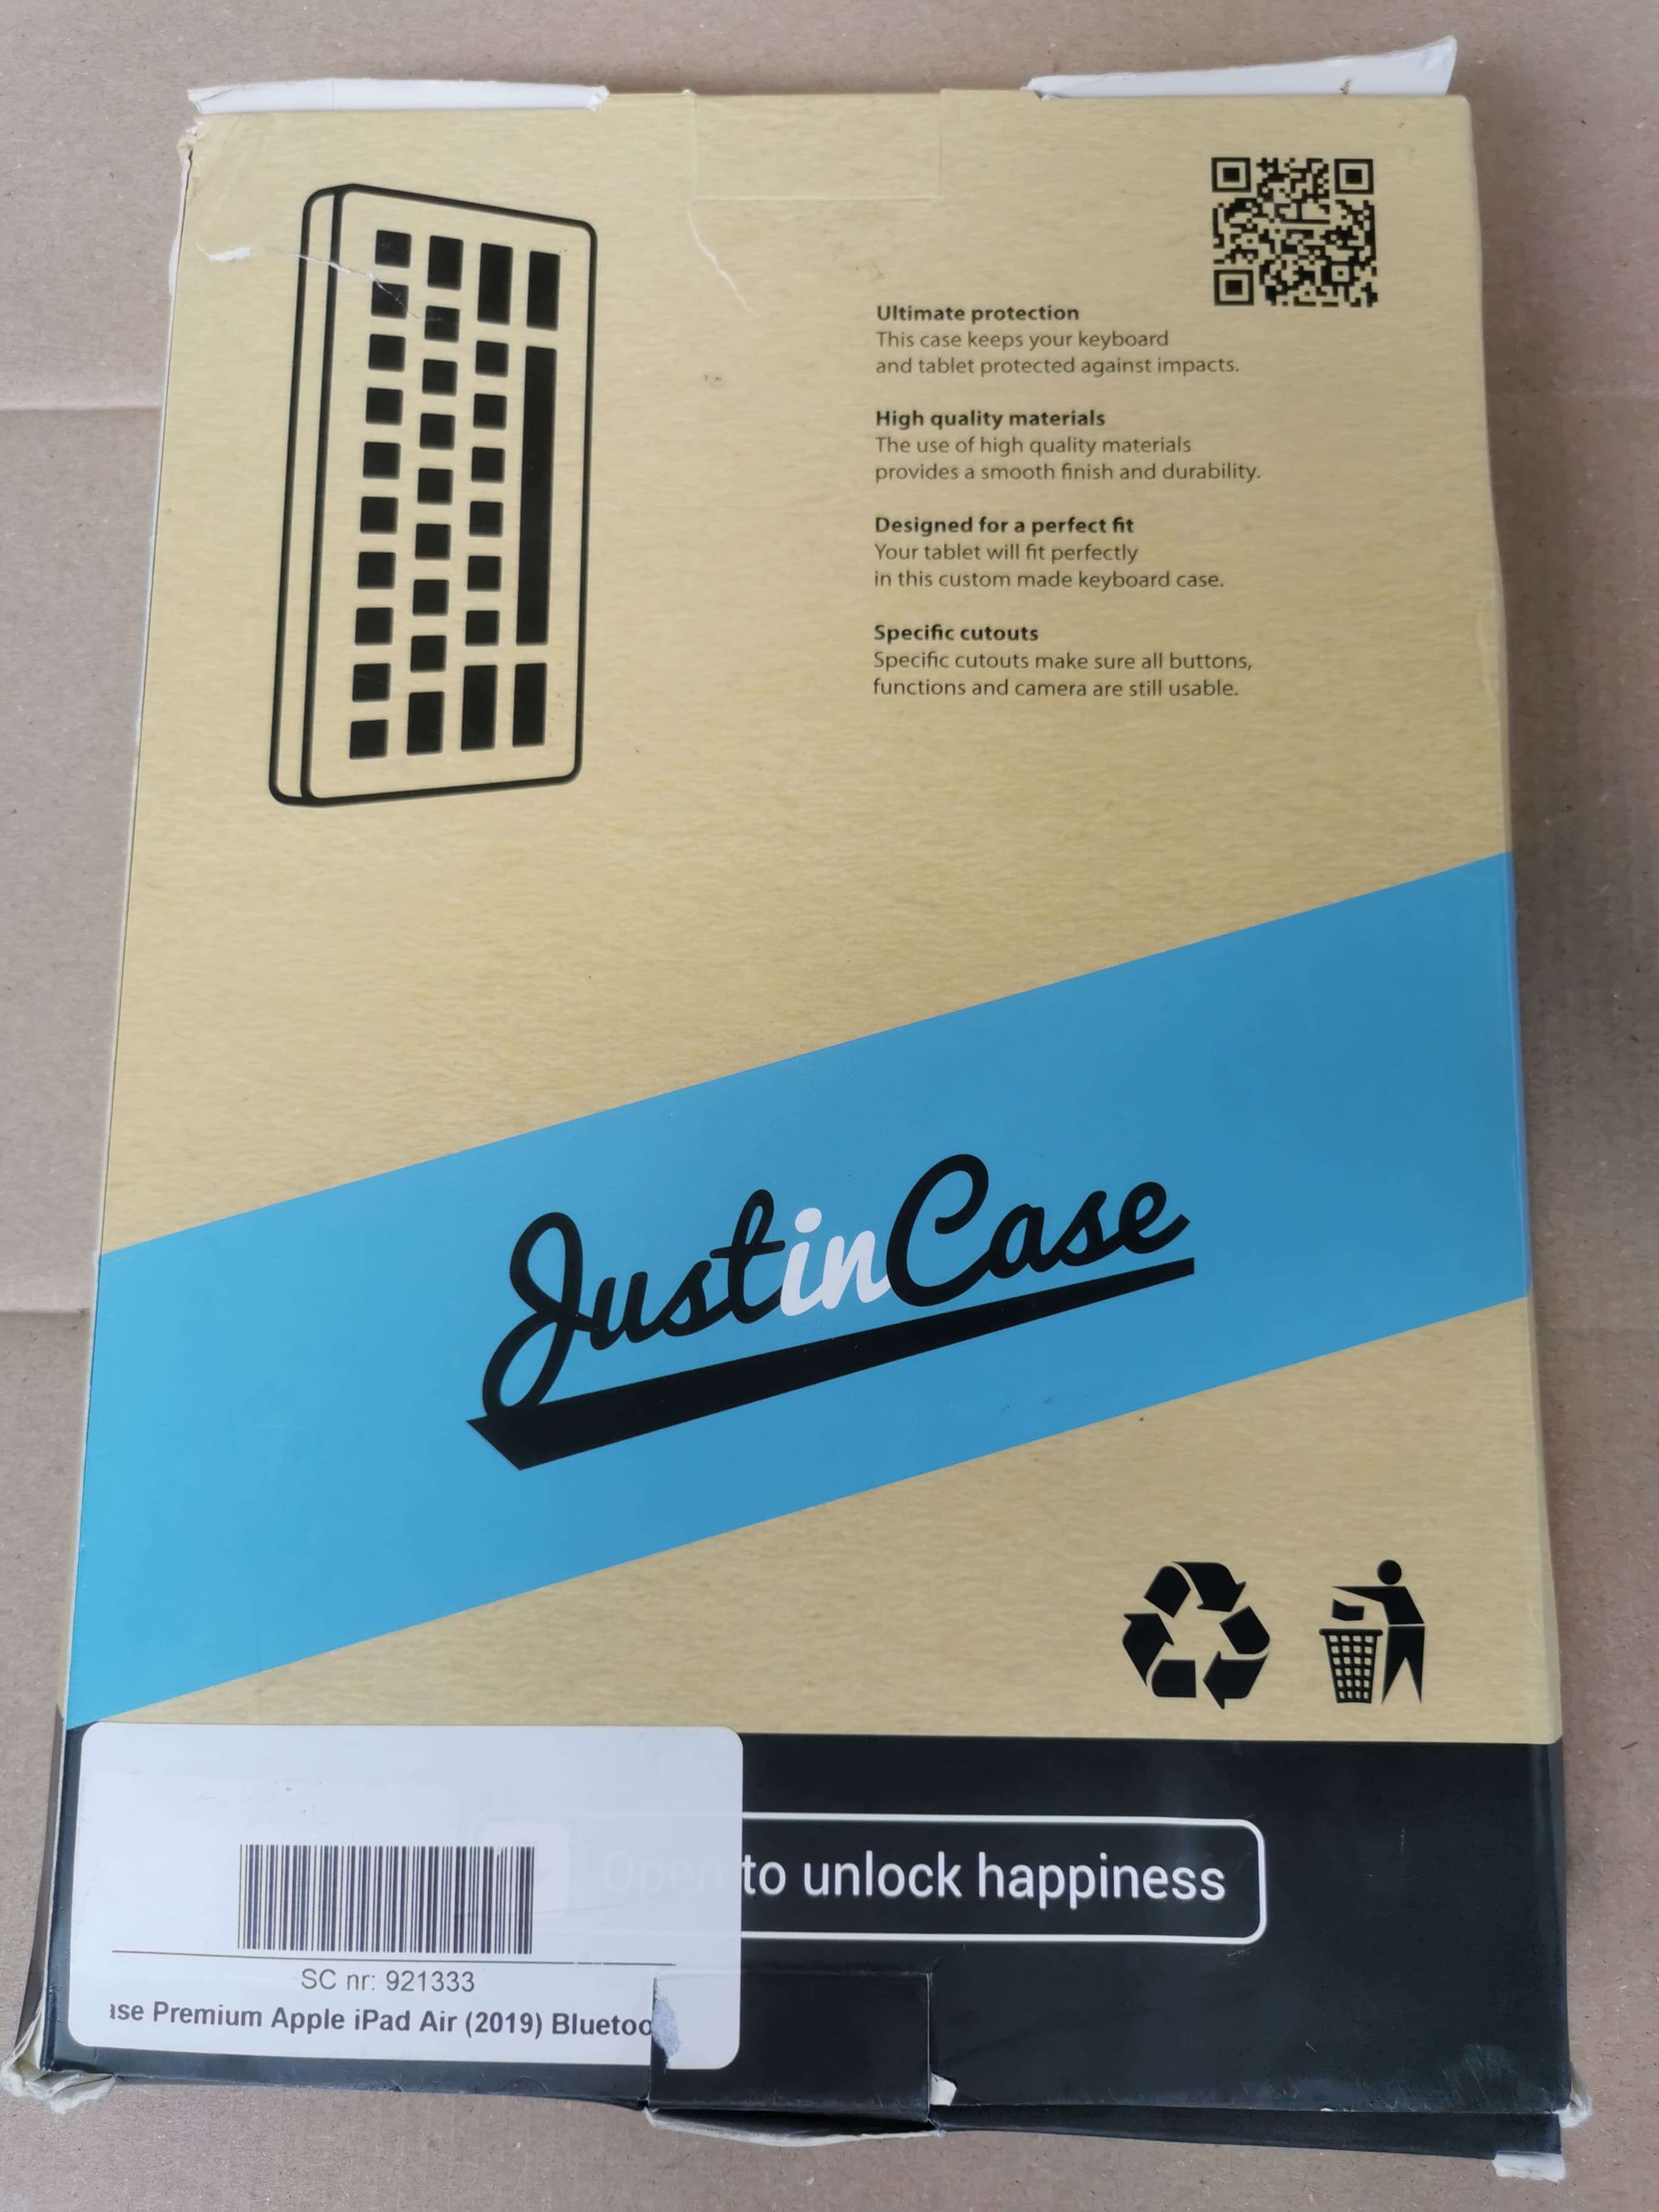 Ultimate protection
This case keeps your keyboard
and tablet protected against impacts.
High quality materials
The use of high quality materials
provides a smooth finish and durability.
Designed for a perfect fit
Your tablet will fit perfectly
in this custom made keyboard case.
Specific cutouts
Specific cutouts make sure all buttons,
functions and camera are still usable.
JustinCase
Open to unlock happiness
SC nr: 921333
ase Premium Apple iPad Air (2019) Bluetoo